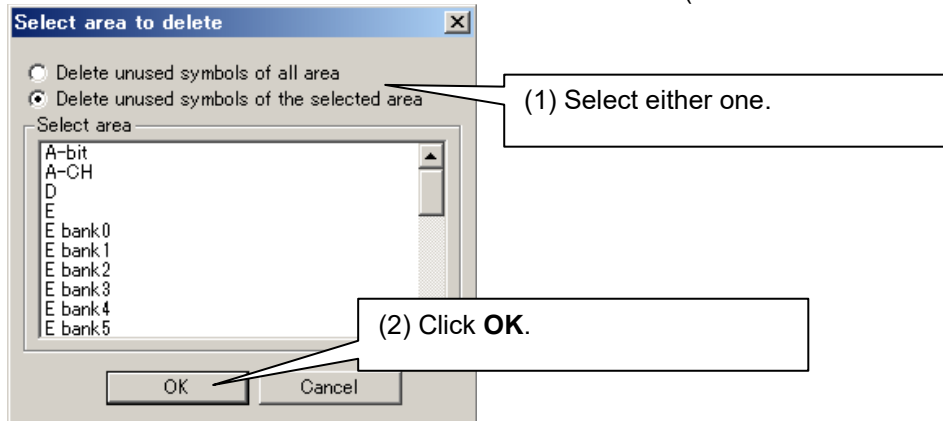 (
Select area to delete
Delete unused symbols of all area
Delete unused symbols of the selected area
(1) Select either one.
Select area
A-bit
A-CH
D
E
E bank0
E bank1
E bank2
E bank3
E bank4
E bank5
(2) Click OK.
OK
Cancel